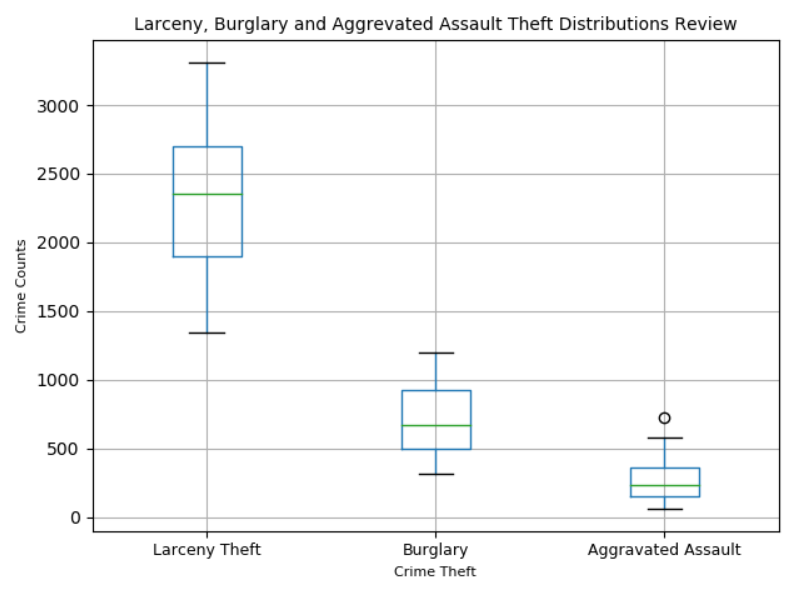 Larceny, Burglary and Aggrevated Assault Theft Distributions Review
Crime Counts
3000
2500
2000
1500
1000
500
0
Larceny Theft
Burglary
Aggravated Assault
Crime Theft